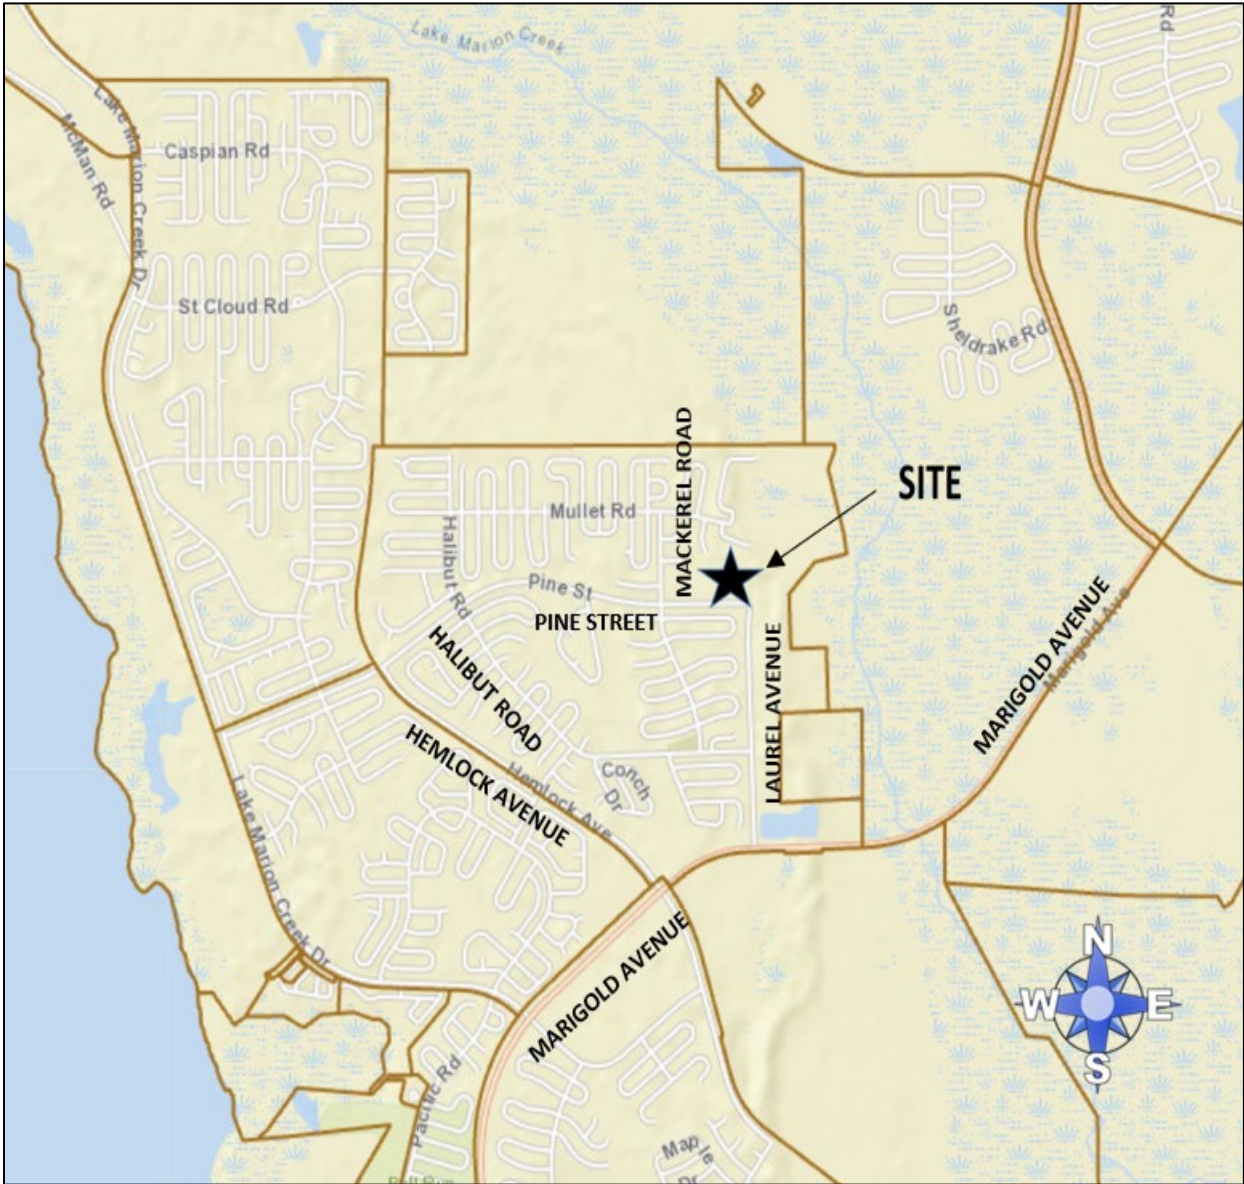 Lake Marion Creek
Rd
Lake Marion Creek Dr
McMan Rd
Caspian Rd
St Cloud Rd
Sheldrake Rd
MACKEREL ROAD
SITE
Mullet Rd
Halibut Rd
Pine St
PINE STREET
HALIBUT ROAD
LAUREL AVENUE
MARIGOLD AVENUE
Marigold Ave
HEMLOCK AVENUE
Hemlock Ave
Conch
Dr
Lake Marion Creek Dr
MARIGOLD AVENUE
N
W
E
S
Pacific Rd
Maple
Dr